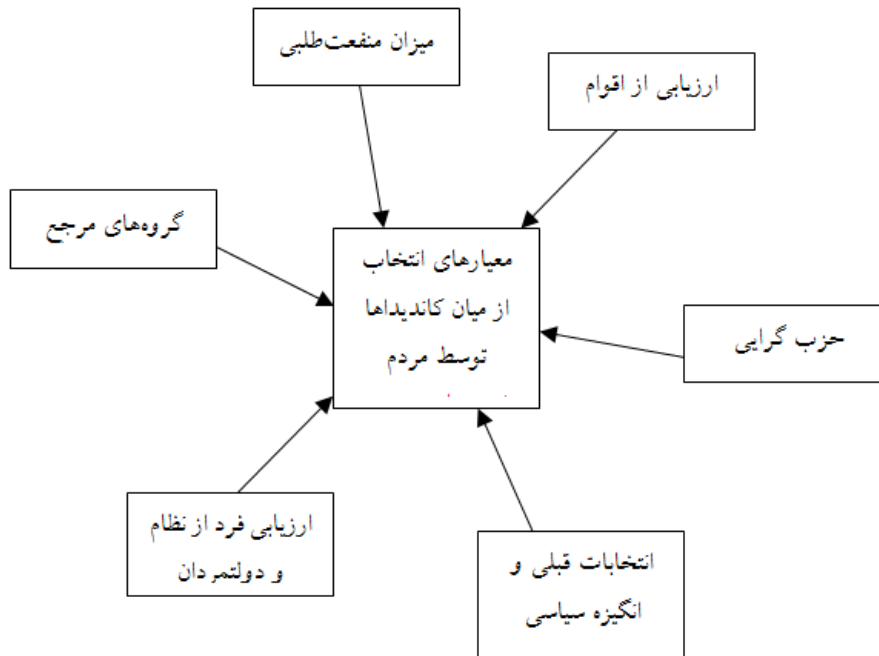 میزان منفعت‌طلبی
ارزیابی از اقوام
گروه‌های مرجع
معیارهای انتخاب
از میان کاندیداها
توسط مردم
حزب گرایی
ارزیابی فرد از نظام
و دولتمردان
انتخابات قبلی و
انگیزه سیاسی